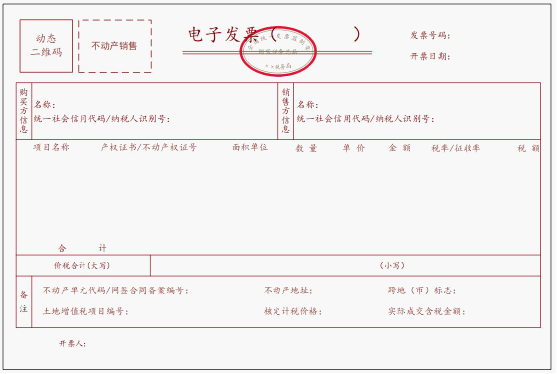 动态
二维码
不动产销售
电子发票（ ）
发票号码：
开票日期：
购买方信息
名称：
统一社会信用代码/纳税人识别号：
销售方信息
名称：
统一社会信用代码/纳税人识别号：
项目名称 产权证书/不动产权证号 面积单位 数 量 单 价 金 额 税率/征收率 税 额
合 计
价税合计(大写) （小写）
备注
不动产单元代码/网签合同备案编号： 不动产地址： 跨地（市）标志：
土地增值税项目编号： 核定计税价格： 实际成交含税金额：
开票人：